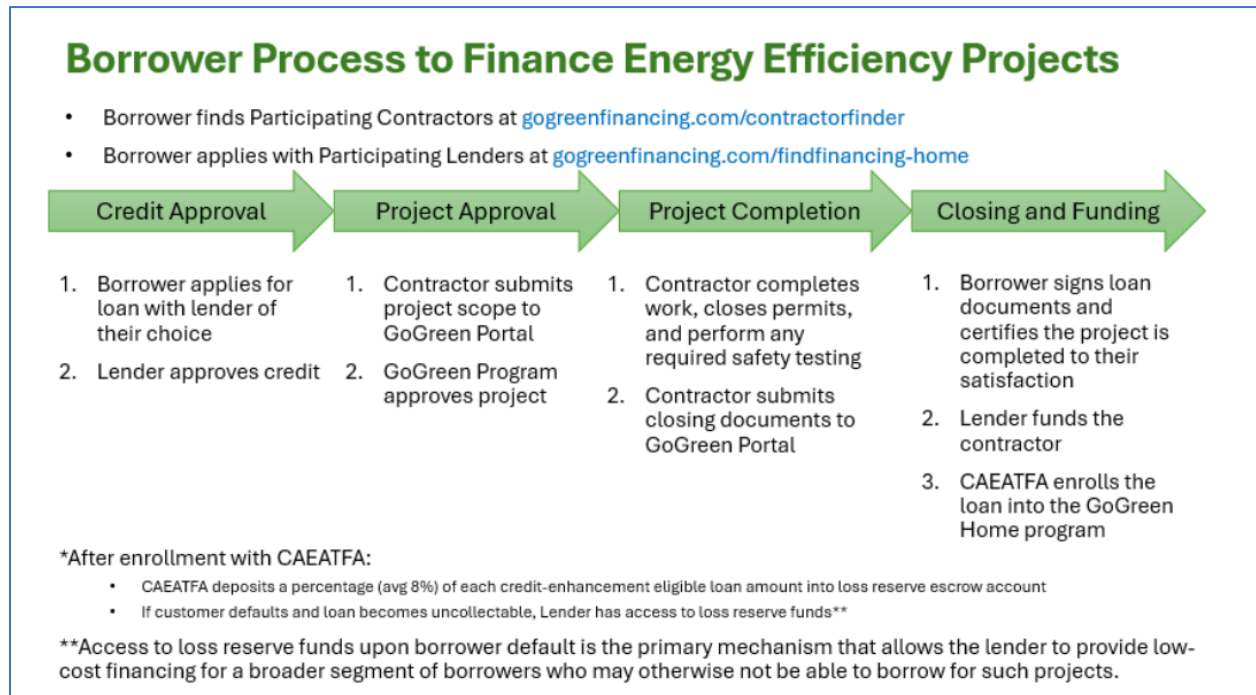 Borrower Process to Finance Energy Efficiency Projects
• Borrower finds Participating Contractors at gogreenfinancing.com/contractorfinder
• Borrower applies with Participating Lenders at gogreenfinancing.com/findfinancing-home
Credit Approval
1. Borrower applies for
loan with lender of
their choice
2. Lender approves credit
Project Approval
1. Contractor submits
project scope to
GoGreen Portal
2. GoGreen Program
approves project
Project Completion
1. Contractor completes
work, closes permits,
and perform any
required safety testing
2. Contractor submits
closing documents to
GoGreen Portal
Closing and Funding
1. Borrower signs loan
documents and
certifies the project is
completed to their
satisfaction
2. Lender funds the
contractor
3. CAEATFA enrolls the
loan into the GoGreen
Home program
*After enrollment with CAEATFA:
• CAEATFA deposits a percentage (avg 8%) of each credit-enhancement eligible loan amount into loss reserve escrow account
• If customer defaults and loan becomes uncollectable, Lender has access to loss reserve funds**
**Access to loss reserve funds upon borrower default is the primary mechanism that allows the lender to provide low-
cost financing for a broader segment of borrowers who may otherwise not be able to borrow for such projects.